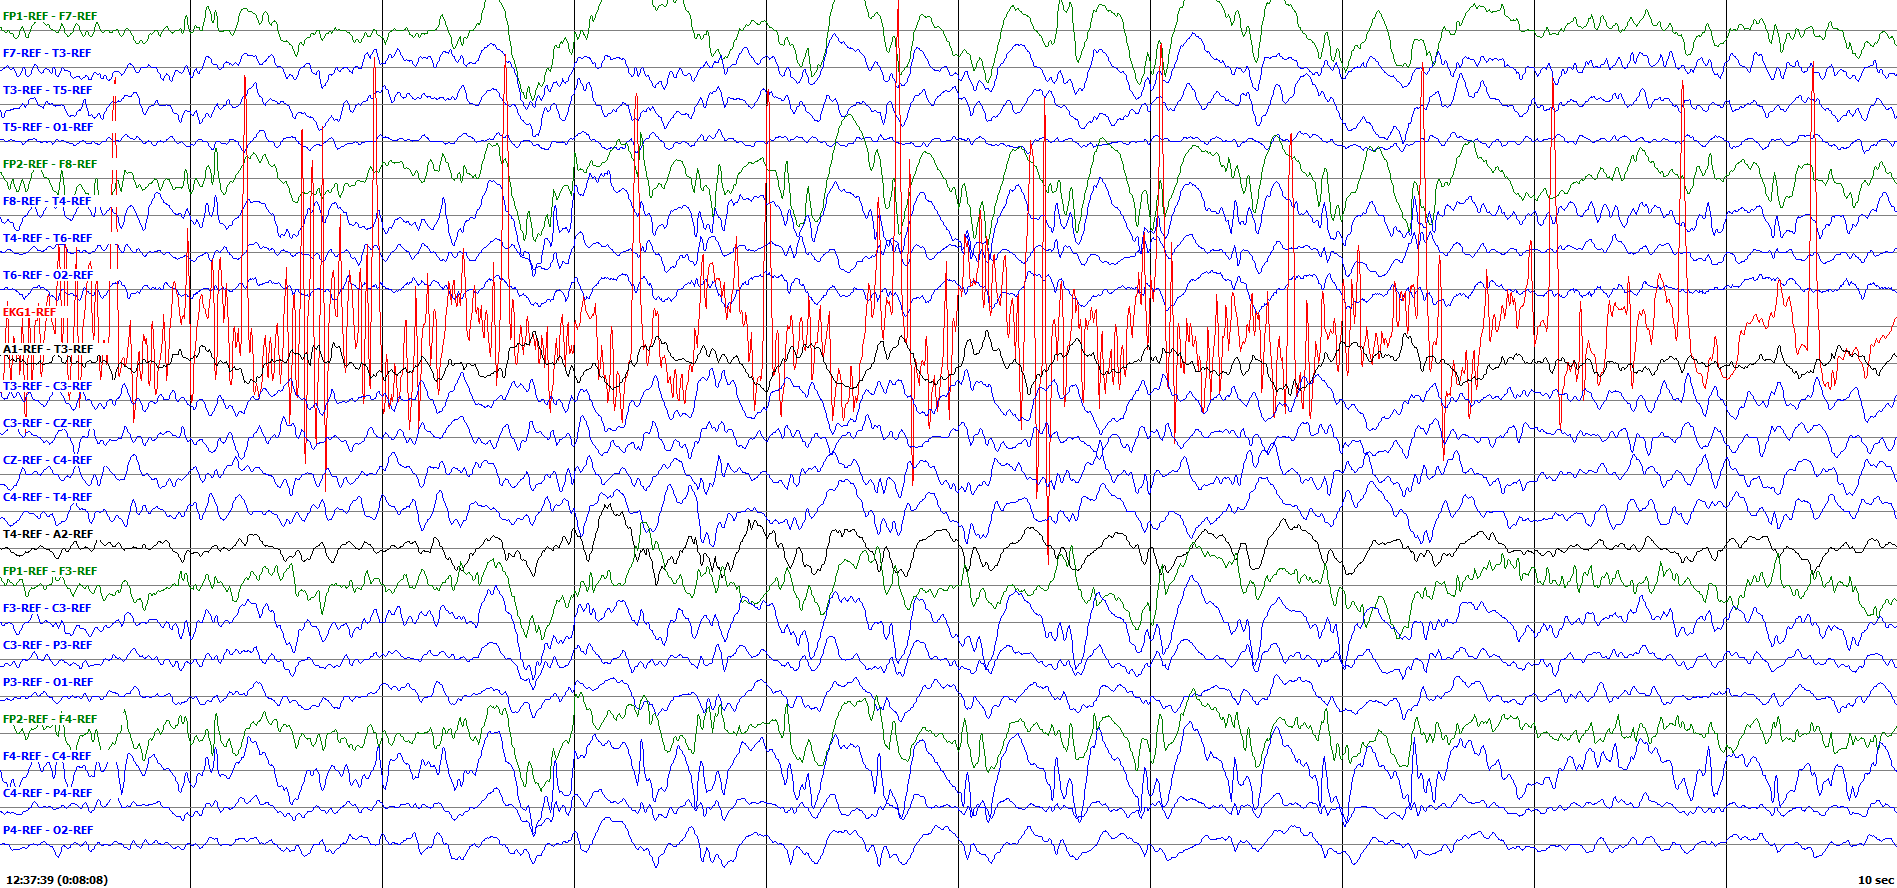 FP1-REF - F7-REF
F7-REF - T3-REF
T3-REF - T5-REF
T5-REF - O1-REF
FP2-REF - F8-REF
F8-REF - T4-REF
T4-REF - T6-REF
T6-REF - O2-REF
EKG1-REF
A1-REF - T3-REF
T3-REF - C3-REF
C3-REF - CZ-REF
CZ-REF - C4-REF
C4-REF - T4-REF
T4-REF - A2-REF
FP1-REF - F3-REF
F3-REF - C3-REF
C3-REF - P3-REF
P3-REF - O1-REF
FP2-REF - F4-REF
F4-REF - C4-REF
C4-REF - P4-REF
P4-REF - O2-REF
12:37:39 (0:08:08) 10 sec